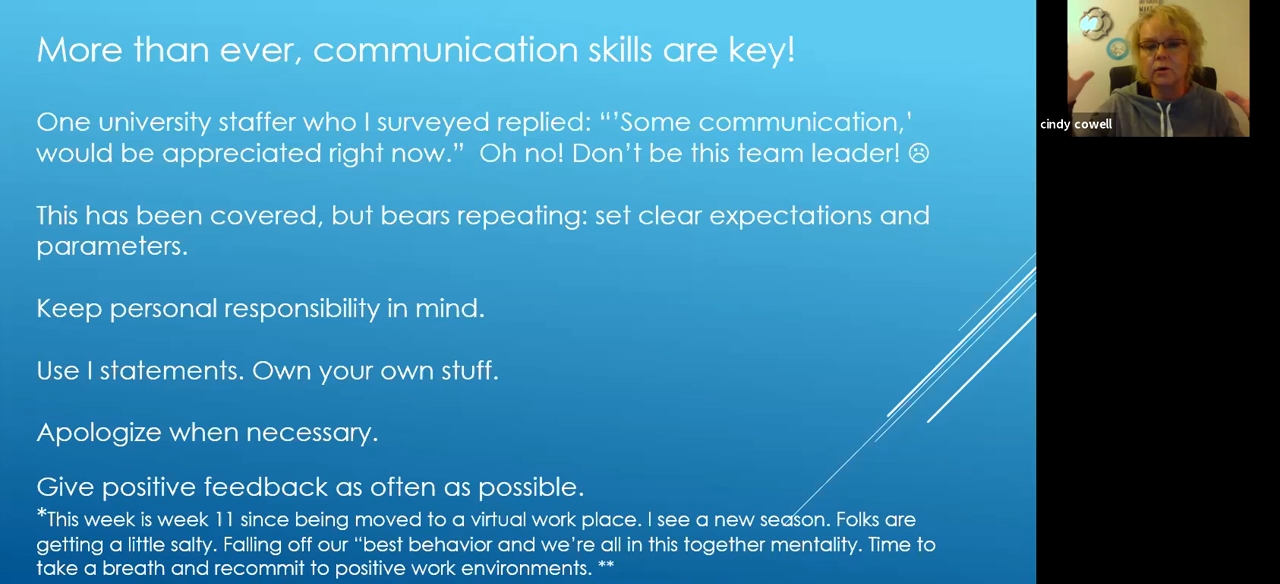 More than ever, communication skills are key!
One university staffer who I surveyed replied: “’Some communication,’
would be appreciated right now.”  Oh no! Don’t be this team leader! ☹
This has been covered, but bears repeating: set clear expectations and
parameters.
Keep personal responsibility in mind.
Use I statements. Own your own stuff.
Apologize when necessary.
Give positive feedback as often as possible.
*This week is week 11 since being moved to a virtual work place. I see a new season. Folks are
getting a little salty. Falling off our “best behavior and we’re all in this together mentality. Time to
take a breath and recommit to positive work environments. **
cindy cowell